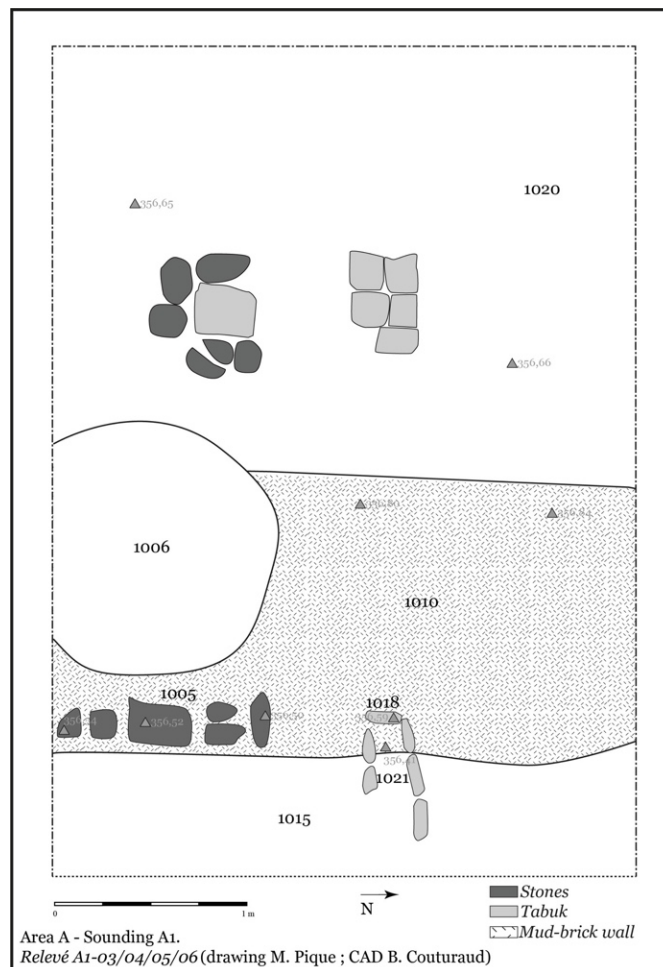 1020
356,65
356,66
356,84
1006
1010
1005
1018
356,52
356,41
1021
1015
0
1 m
N
Stones
Tabuk
Mud-brick wall
Area A - Sounding A1.
Relevé A1-03/04/05/06 (drawing M. Pique ; CAD B. Couturaud)